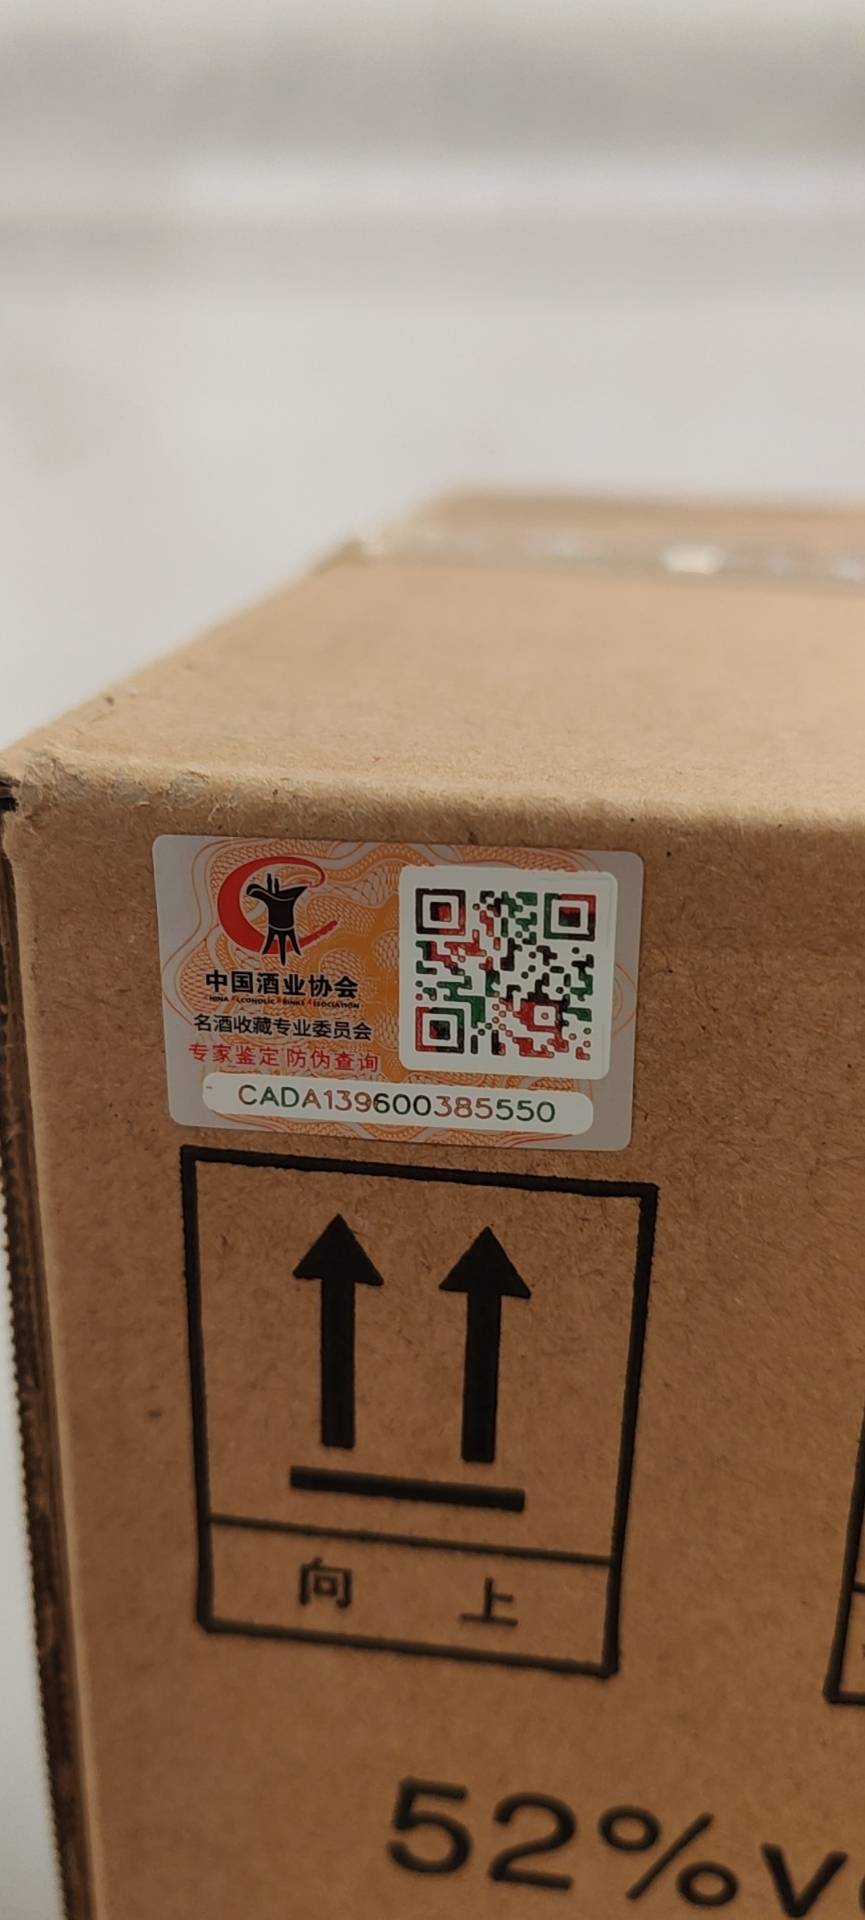 中国酒业协会
名酒收藏专业委员会
专家鉴定 防伪查询
CADA139600385550
向 上
52%v